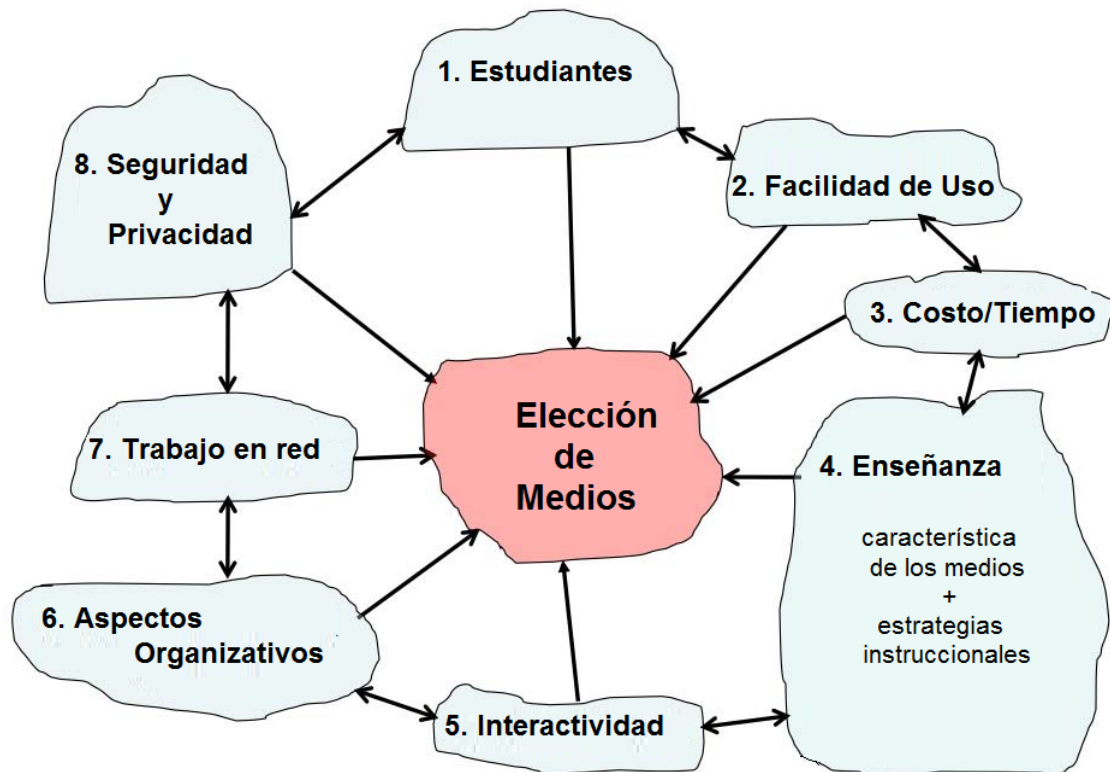 1. Estudiantes
2. Facilidad de Uso
3. Costo/Tiempo
4. Enseñanza
característica
de los medios
+
estrategias
instruccionales
5. Interactividad
6. Aspectos
Organizativos
7. Trabajo en red
8. Seguridad
y
Privacidad
Elección
de
Medios